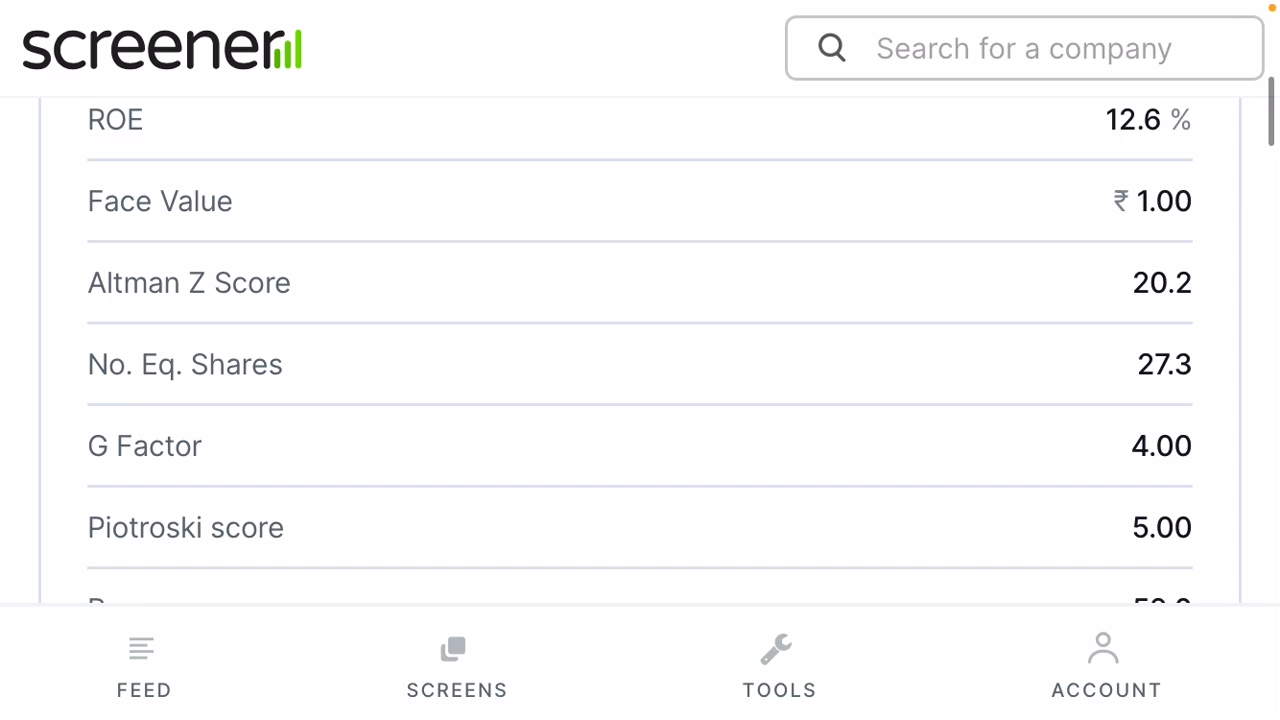 screener
Search for a company
ROE 12.6 %
Face Value ₹ 1.00
Altman Z Score 20.2
No. Eq. Shares 27.3
G Factor 4.00
Piotroski score 5.00
FEED SCREENS TOOLS ACCOUNT